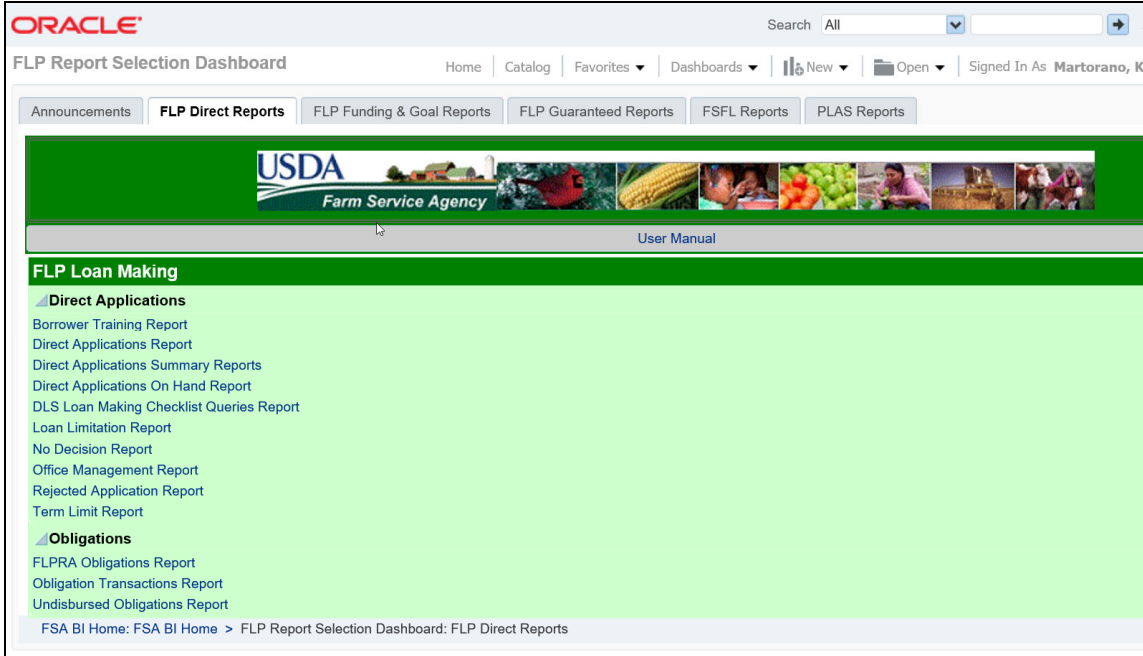 ORACLE
Search All
FLP Report Selection Dashboard Home Catalog Favorites Dashboards New Open Signed In As Martorano, K
Announcements FLP Direct Reports FLP Funding & Goal Reports FLP Guaranteed Reports FSFL Reports PLAS Reports
USDA
Farm Service Agency
User Manual
FLP Loan Making
Direct Applications
Borrower Training Report
Direct Applications Report
Direct Applications Summary Reports
Direct Applications On Hand Report
DLS Loan Making Checklist Queries Report
Loan Limitation Report
No Decision Report
Office Management Report
Rejected Application Report
Term Limit Report
Obligations
FLPRA Obligations Report
Obligation Transactions Report
Undisbursed Obligations Report
FSA BI Home: FSA BI Home > FLP Report Selection Dashboard: FLP Direct Reports